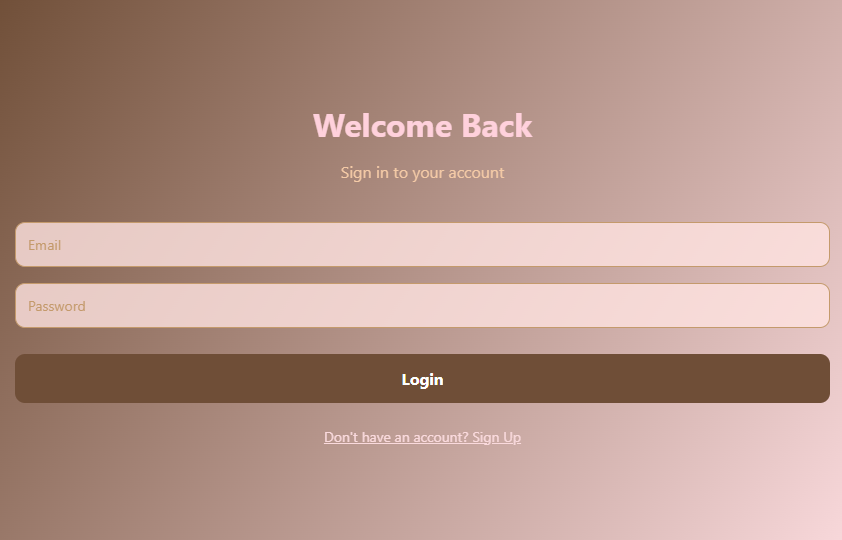 Welcome Back
Sign in to your account
Email
Password
Login
Don't have an account? Sign Up